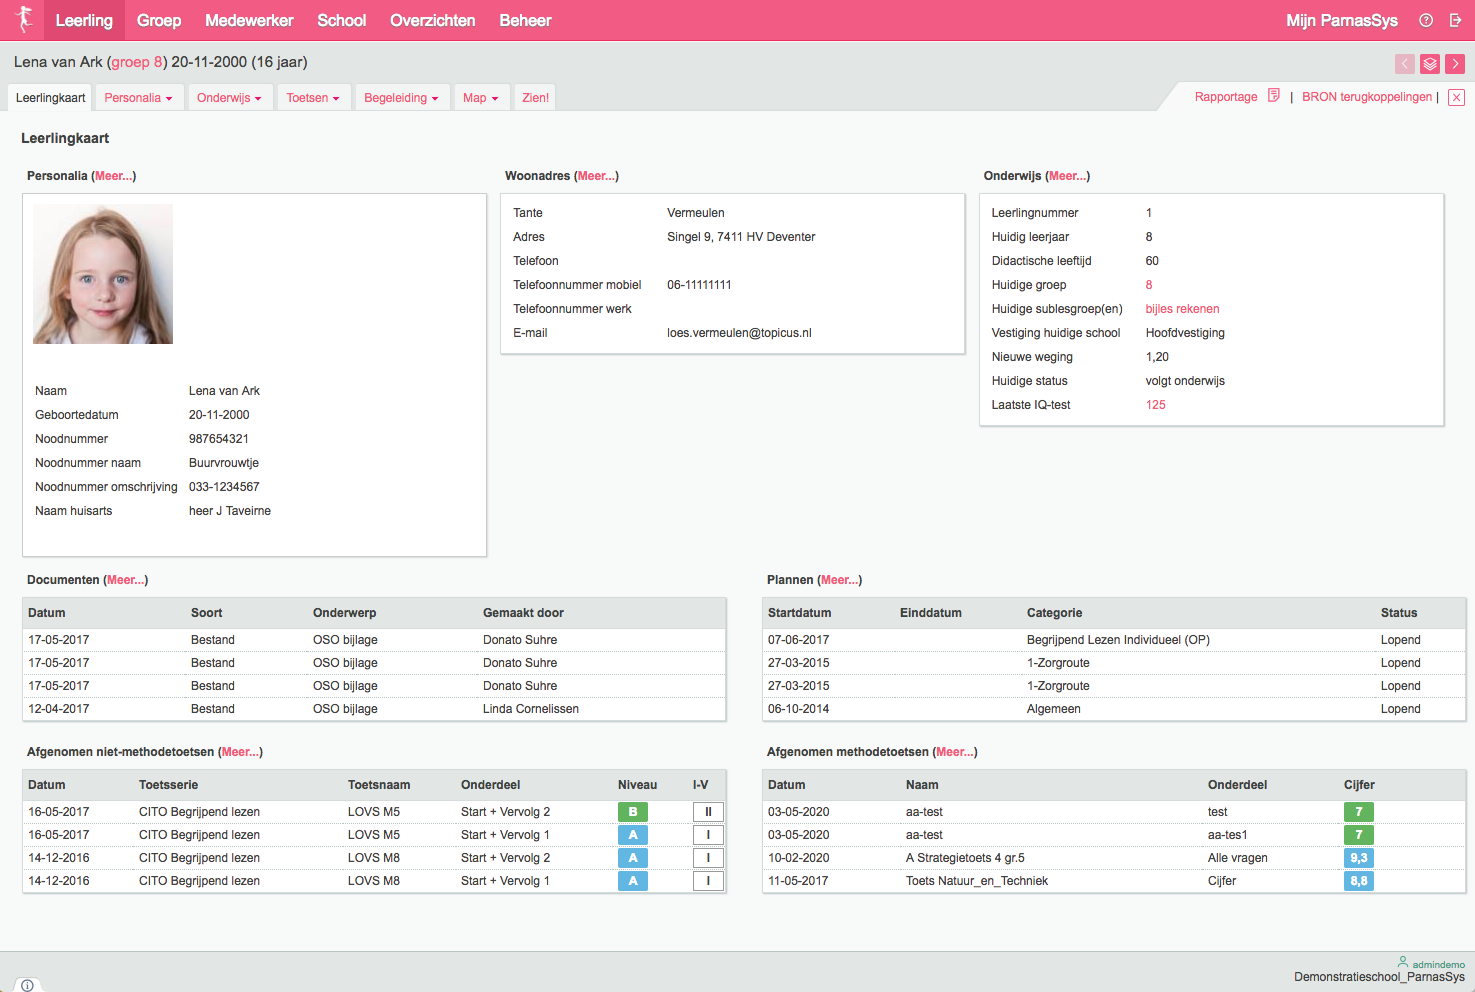 Leerling Groep Medewerker School Overzichten Beheer Mijn ParnasSys
Lena van Ark (groep 8) 20-11-2000 (16 jaar)
Leerlingkaart Personalia Onderwijs Toetsen Begeleiding Map Zien! Rapportage | BRON terugkoppelingen |
Leerlingkaart
Personalia (Meer...)
Naam Lena van Ark
Geboortedatum 20-11-2000
Noodnummer 987654321
Noodnummer naam Buurvrouwtje
Noodnummer omschrijving 033-1234567
Naam huisarts heer J Taveirne
Woonadres (Meer...)
Tante Vermeulen
Adres Singel 9, 7411 HV Deventer
Telefoon
Telefoonnummer mobiel 06-11111111
Telefoonnummer werk
E-mail loes.vermeulen@topicus.nl
Onderwijs (Meer...)
Leerlingnummer 1
Huidig leerjaar 8
Didactische leeftijd 60
Huidige groep 8
Huidige sublesgroep(en) bijles rekenen
Vestiging huidige school Hoofdvestiging
Nieuwe weging 1,20
Huidige status volgt onderwijs
Laatste IQ-test 125
Documenten (Meer...)
Datum Soort Onderwerp Gemaakt door
17-05-2017 Bestand OSO bijlage Donato Suhre
17-05-2017 Bestand OSO bijlage Donato Suhre
17-05-2017 Bestand OSO bijlage Donato Suhre
12-04-2017 Bestand OSO bijlage Linda Cornelissen
Plannen (Meer...)
Startdatum Einddatum Categorie Status
07-06-2017 Begrijpend Lezen Individueel (OP) Lopend
27-03-2015 1-Zorgroute Lopend
27-03-2015 1-Zorgroute Lopend
06-10-2014 Algemeen Lopend
Afgenomen niet-methodetoetsen (Meer...)
Datum Toetsserie Toetsnaam Onderdeel Niveau I-V
16-05-2017 CITO Begrijpend lezen LOVS M5 Start + Vervolg 2 B II
16-05-2017 CITO Begrijpend lezen LOVS M5 Start + Vervolg 1 A I
14-12-2016 CITO Begrijpend lezen LOVS M8 Start + Vervolg 2 A I
14-12-2016 CITO Begrijpend lezen LOVS M8 Start + Vervolg 1 A I
Afgenomen methodetoetsen (Meer...)
Datum Naam Onderdeel Cijfer
03-05-2020 aa-test test 7
03-05-2020 aa-test aa-tes1 7
10-02-2020 A Strategietoets 4 gr.5 Alle vragen 9,3
11-05-2017 Toets Natuur_en_Techniek Cijfer 8,8
admindemo
Demonstratieschool_ParnasSys